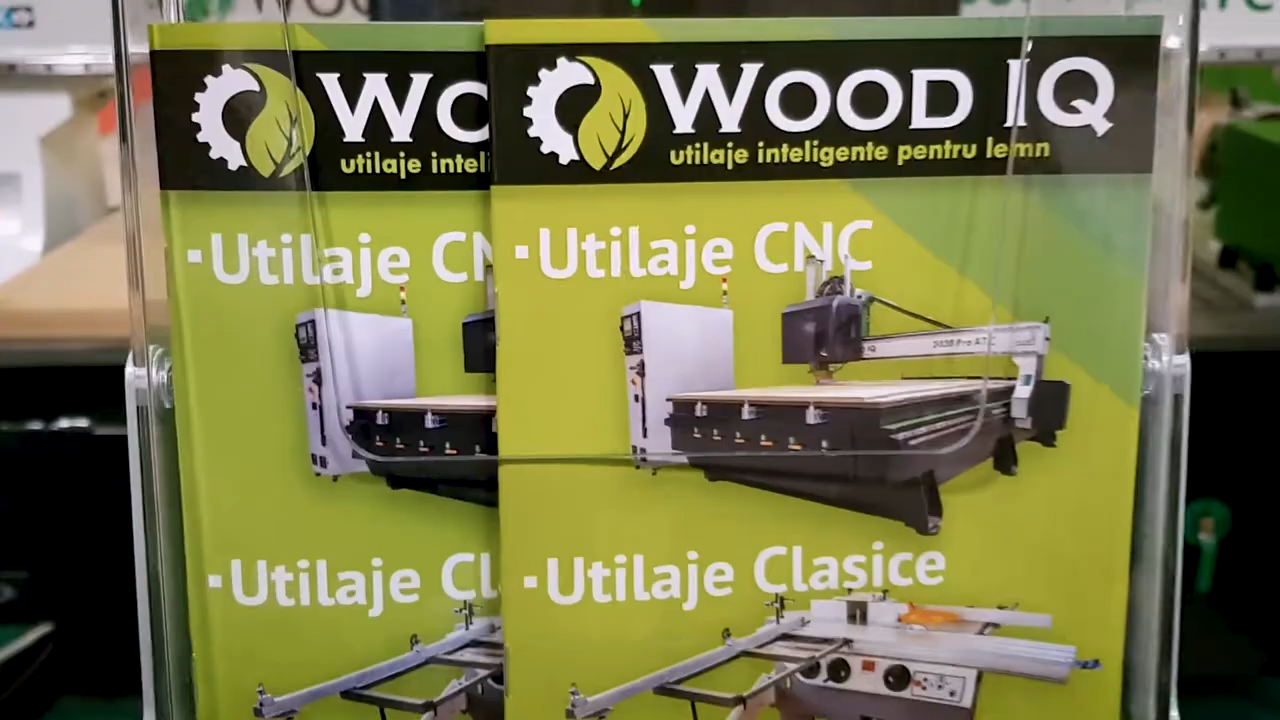 WOOD IQ
utilaje inteligente pentru lemn
▪Utilaje CNC
▪Utilaje Clasice
WO
utilaje inteli
▪Utilaje CN
▪Utilaje Cl